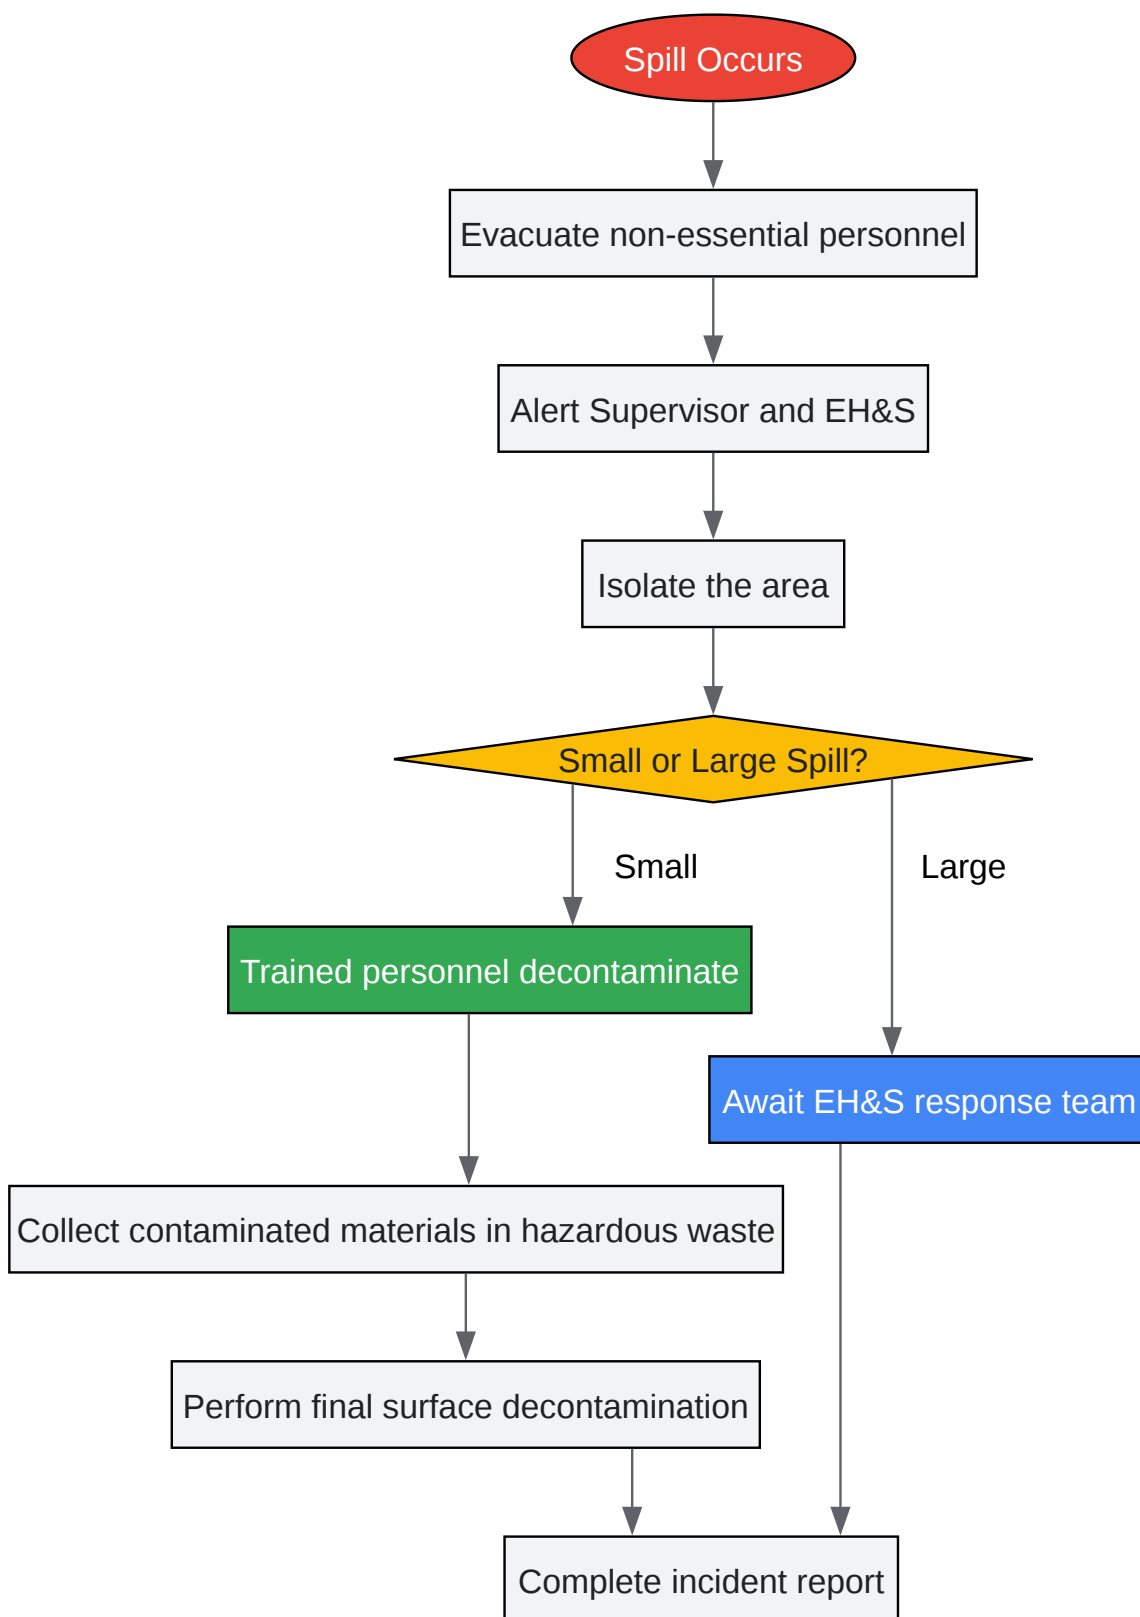 Spill Occurs
Evacuate non-essential personnel
Alert Supervisor and EH&S
Isolate the area
Small or Large Spill?
Small
Large
Trained personnel decontaminate
Await EH&S response team
Collect contaminated materials in hazardous waste
Perform final surface decontamination
Complete incident report